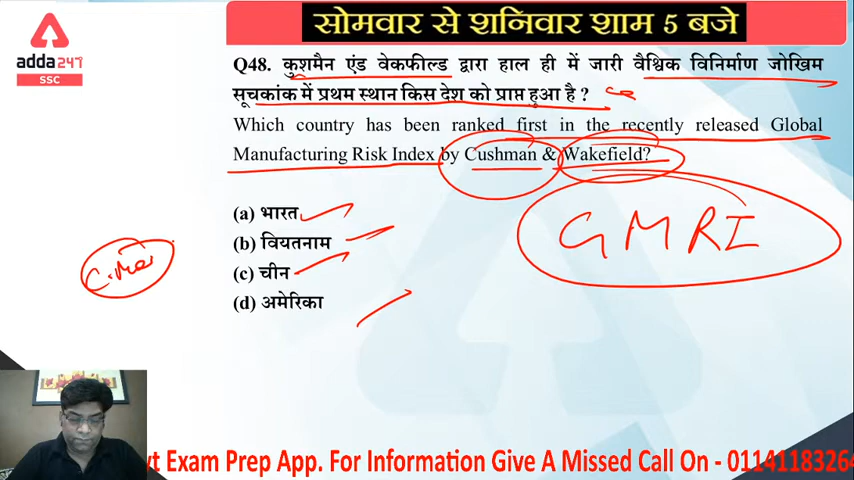 सोमवार से शनिवार शाम 5 बजे
adda247
SSC
Q48. कुशमैन एंड वेकफील्ड द्वारा हाल ही में जारी वैश्विक विनिर्माण जोखिम
सूचकांक में प्रथम स्थान किस देश को प्राप्त हुआ है ?
Which country has been ranked first in the recently released Global
Manufacturing Risk Index by Cushman & Wakefield?
GMRI
(a) भारत
(b) वियतनाम
(c) चीन
(d) अमेरिका
vt Exam Prep App. For Information Give A Missed Call On - 01141183264